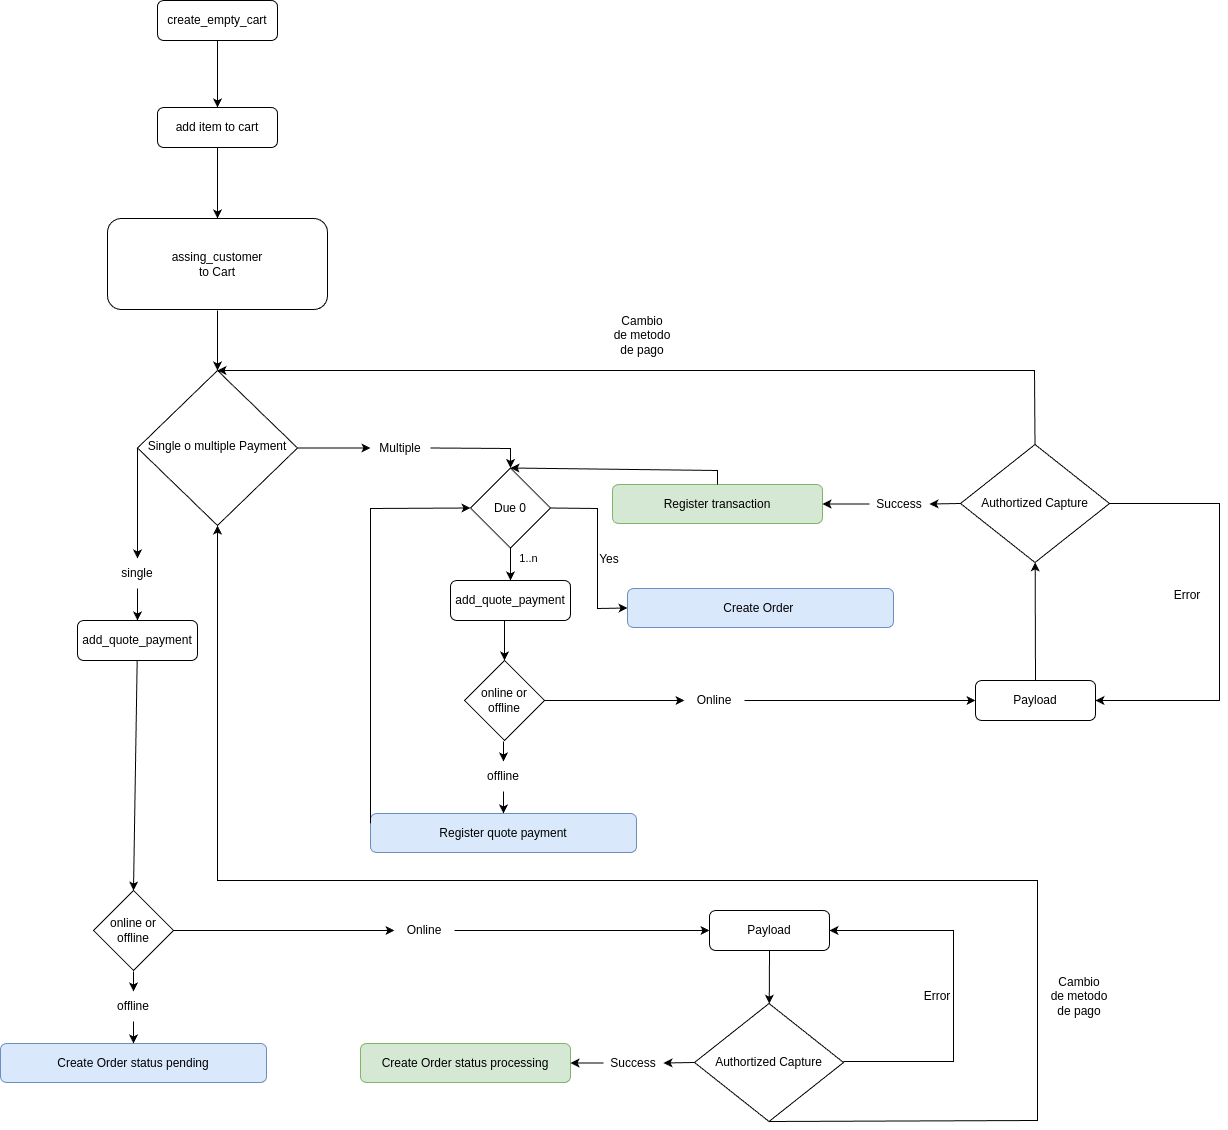 create_empty_cart
add item to cart
assing_customer
to Cart
Cambio
de metodo
de pago
Single o multiple Payment
Multiple
Due 0
Register transaction
Success
Authortized Capture
1..n
Yes
single
add_quote_payment
Create Order
Error
add_quote_payment
online or
offline
Online
Payload
offline
Register quote payment
online or
offline
Online
Payload
offline
Error
Cambio
de metodo
de pago
Create Order status pending
Create Order status processing
Success
Authortized Capture